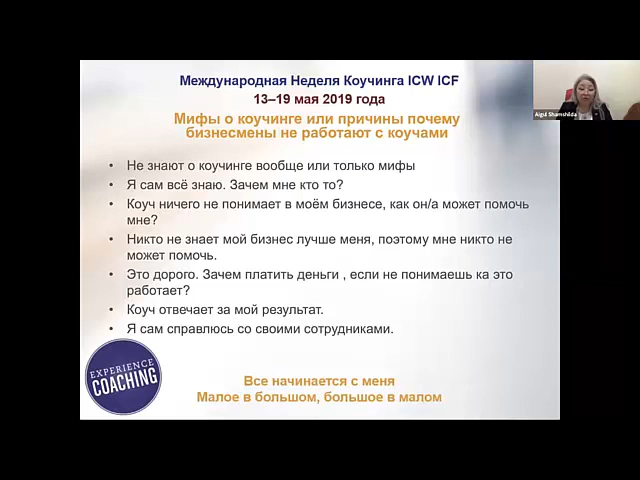 Международная Неделя Коучинга ICW ICF
13–19 мая 2019 года
Мифы о коучинге или причины почему
бизнесмены не работают с коучами
• Не знают о коучинге вообще или только мифы
• Я сам всё знаю. Зачем мне кто то?
• Коуч ничего не понимает в моём бизнесе, как он/а может помочь
мне?
• Никто не знает мой бизнес лучше меня, поэтому мне никто не
может помочь.
• Это дорого. Зачем платить деньги , если не понимаешь ка это
работает?
• Коуч отвечает за мой результат.
• Я сам справлюсь со своими сотрудниками.
EXPERIENCE
COACHING
Все начинается с меня
Малое в большом, большое в малом
Aigul Shamshilda